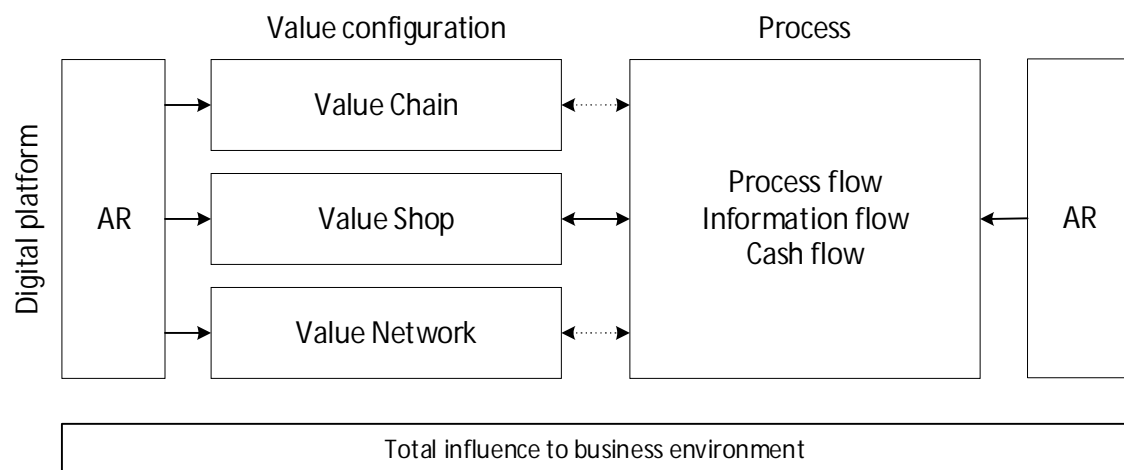 Value configuration
Process
Digital platform
AR
Value Chain
Value Shop
Value Network
Process flow
Information flow
Cash flow
AR
Total influence to business environment